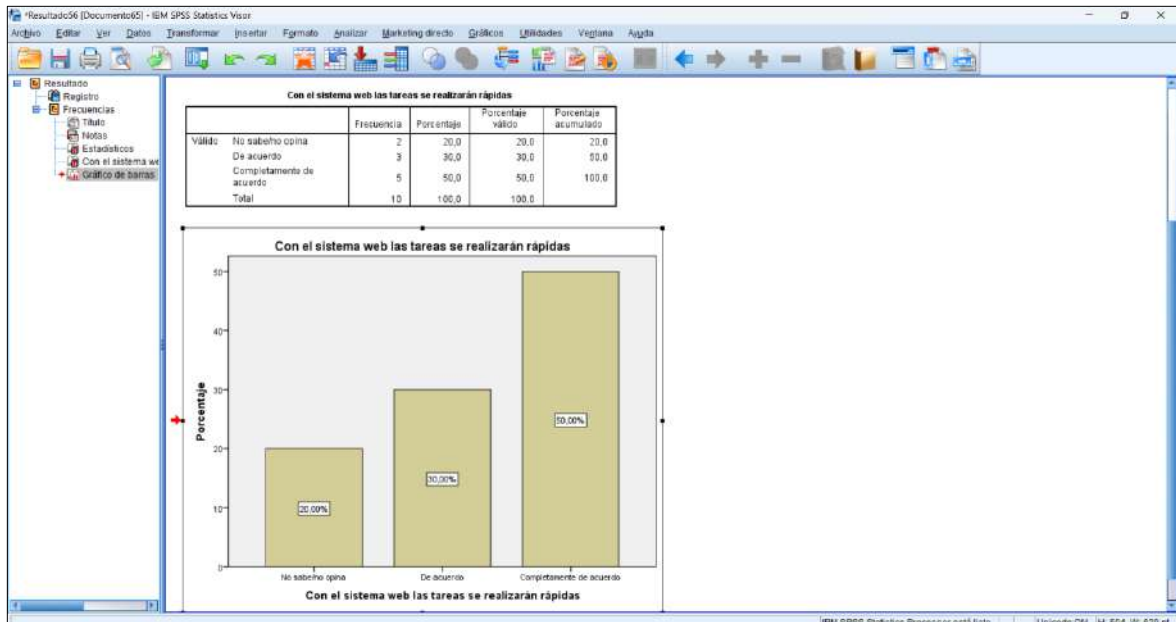 *Resultado56 [Documento65] - IBM SPSS Statistics Visor
Archivo Editar Ver Datos Transformar Insertar Formato Analizar Marketing directo Gráficos Utilidades Ventana Ayuda
Resultado
Registro
Frecuencias
Título
Notas
Estadísticos
Con el sistema we
Gráfico de barras
Con el sistema web las tareas se realizarán rápidas
Frecuencia Porcentaje Porcentaje válido Porcentaje acumulado
Válido No sabe/no opina 2 20,0 20,0 20,0
De acuerdo 3 30,0 30,0 50,0
Completamente de acuerdo 5 50,0 50,0 100,0
Total 10 100,0 100,0
Con el sistema web las tareas se realizarán rápidas
Porcentaje
50
40
30
20
10
0
20,00%
30,00%
50,00%
No sabe/no opina De acuerdo Completamente de acuerdo
Con el sistema web las tareas se realizarán rápidas
IBM SPSS Statistics Processor está listo